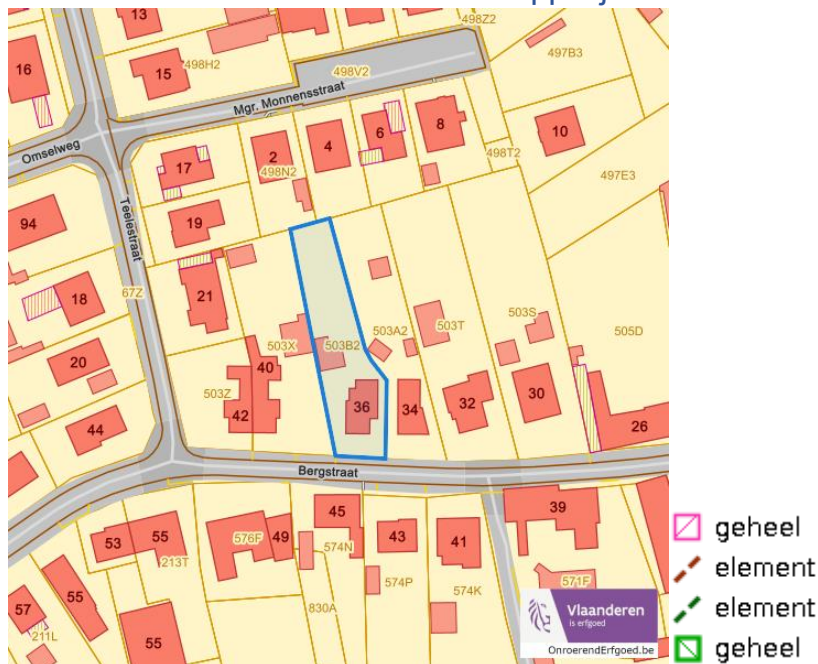 498Z2
13
497B3
16
15
498H2
498V2
Mgr. Monnensstraat
Omselweg
17
2
4
6
8
10
498N2
498T2
497E3
Teelestraat
94
19
18
67Z
21
503X
503B2
503A2
503T
503S
505D
20
40
503Z
42
36
34
32
30
26
44
Bergstraat
53
55
213T
576F
49
45
574N
43
41
39
574P
574K
571F
830A
57
55
211L
55
Vlaanderen
is erfgoed
OnroerendErfgoed.be
geheel
element
element
geheel